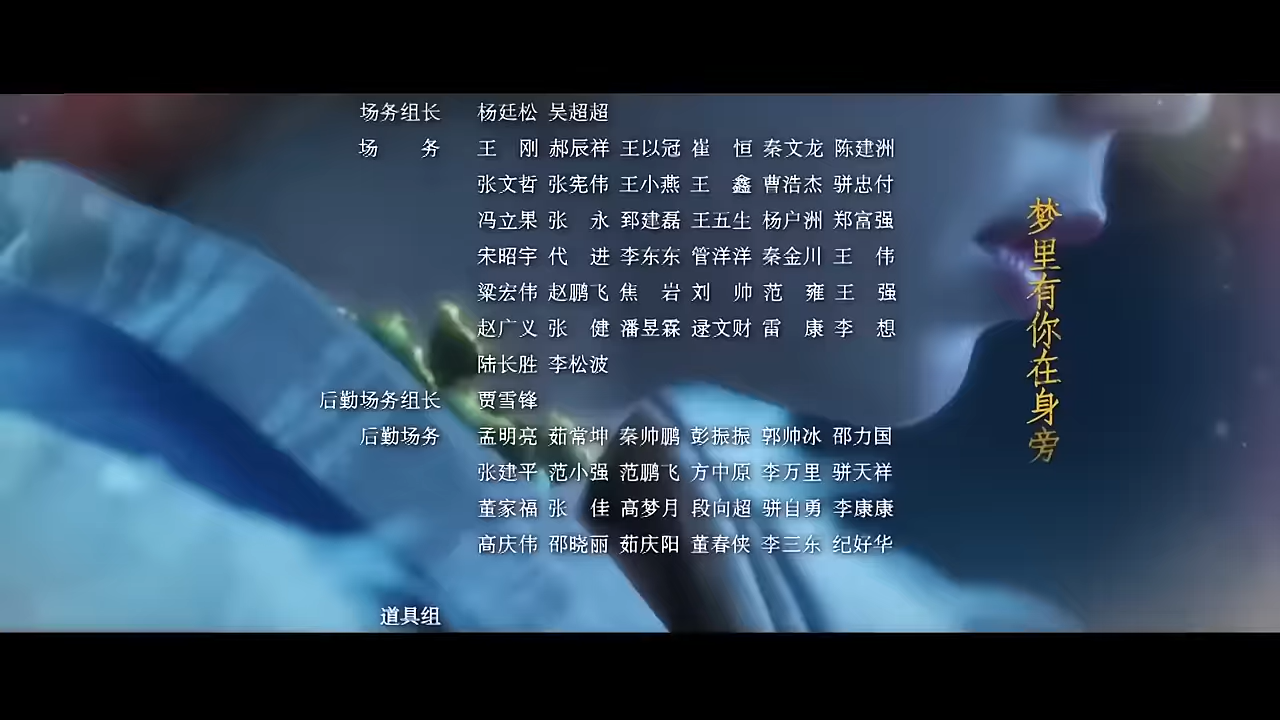 场务组长 杨廷松 吴超超
场 务 王 刚 郝辰祥 王以冠 崔 恒 秦文龙 陈建洲
张文哲 张宪伟 王小燕 王 鑫 曹浩杰 骈忠付
冯立果 张 永 郅建磊 王五生 杨户洲 郑富强
宋昭宇 代 进 李东东 管洋洋 秦金川 王 伟
梁宏伟 赵鹏飞 焦 岩 刘 帅 范 雍 王 强
赵广义 张 健 潘昱霖 逯文财 雷 康 李 想
陆长胜 李松波
后勤场务组长 贾雪锋
后勤场务 孟明亮 茹常坤 秦帅鹏 彭振振 郭帅冰 邵力国
张建平 范小强 范鹏飞 方中原 李万里 骈天祥
董家福 张 佳 高梦月 段向超 骈自勇 李康康
高庆伟 邵晓丽 茹庆阳 董春侠 李三东 纪好华
道具组
梦里有你在身旁